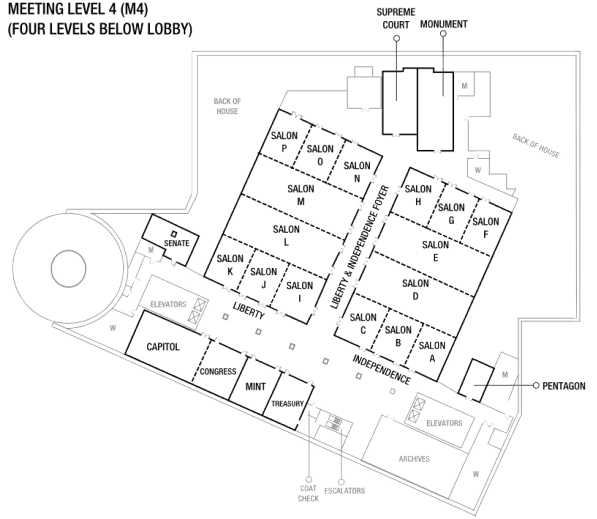 MEETING LEVEL 4 (M4)
(FOUR LEVELS BELOW LOBBY)
SUPREME
COURT
MONUMENT
M
BACK OF
HOUSE
BACK OF HOUSE
W
SALON
P
SALON
O
SALON
N
SALON
M
SALON
L
SALON
K
SALON
J
SALON
I
LIBERTY
LIBERTY & INDEPENDENCE FOYER
SALON
H
SALON
G
SALON
F
SALON
E
SALON
D
SALON
C
SALON
B
SALON
A
INDEPENDENCE
SENATE
M
ELEVATORS
W
CAPITOL
CONGRESS
MINT
TREASURY
M
PENTAGON
ELEVATORS
ARCHIVES
W
COAT
CHECK
ESCALATORS